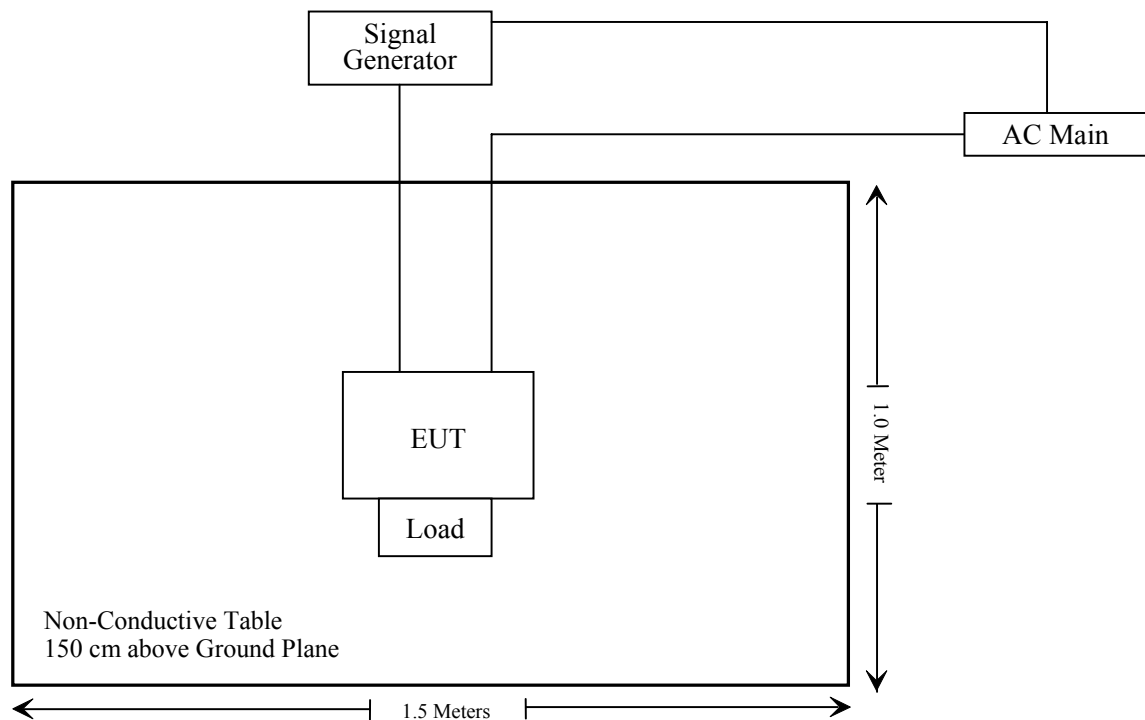 Signal
Generator
AC Main
EUT
1.0 Meter
Load
Non-Conductive Table
150 cm above Ground Plane
1.5 Meters